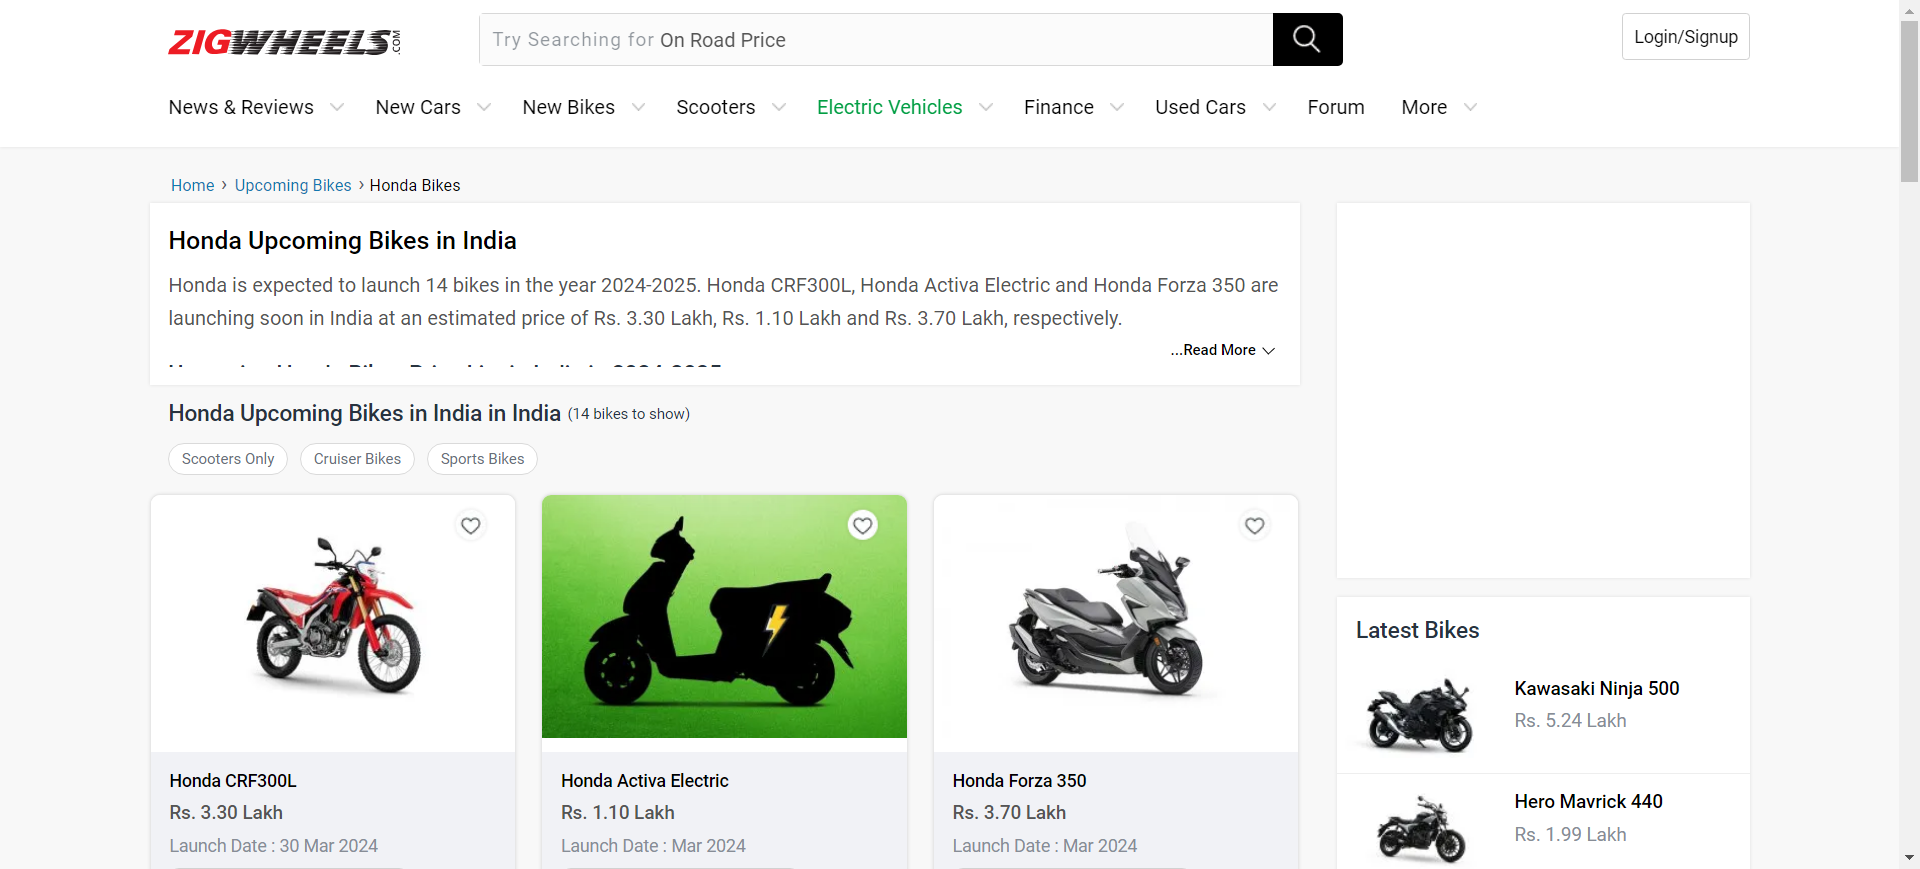 ZIGWHEELS.COM
Try Searching for On Road Price
Login/Signup
News & Reviews
New Cars
New Bikes
Scooters
Electric Vehicles
Finance
Used Cars
Forum
More
Home › Upcoming Bikes › Honda Bikes
Honda Upcoming Bikes in India
Honda is expected to launch 14 bikes in the year 2024-2025. Honda CRF300L, Honda Activa Electric and Honda Forza 350 are
launching soon in India at an estimated price of Rs. 3.30 Lakh, Rs. 1.10 Lakh and Rs. 3.70 Lakh, respectively.
...Read More
Honda Upcoming Bikes in India in India (14 bikes to show)
Scooters Only
Cruiser Bikes
Sports Bikes
Honda CRF300L
Rs. 3.30 Lakh
Launch Date : 30 Mar 2024
Honda Activa Electric
Rs. 1.10 Lakh
Launch Date : Mar 2024
Honda Forza 350
Rs. 3.70 Lakh
Launch Date : Mar 2024
Latest Bikes
Kawasaki Ninja 500
Rs. 5.24 Lakh
Hero Mavrick 440
Rs. 1.99 Lakh